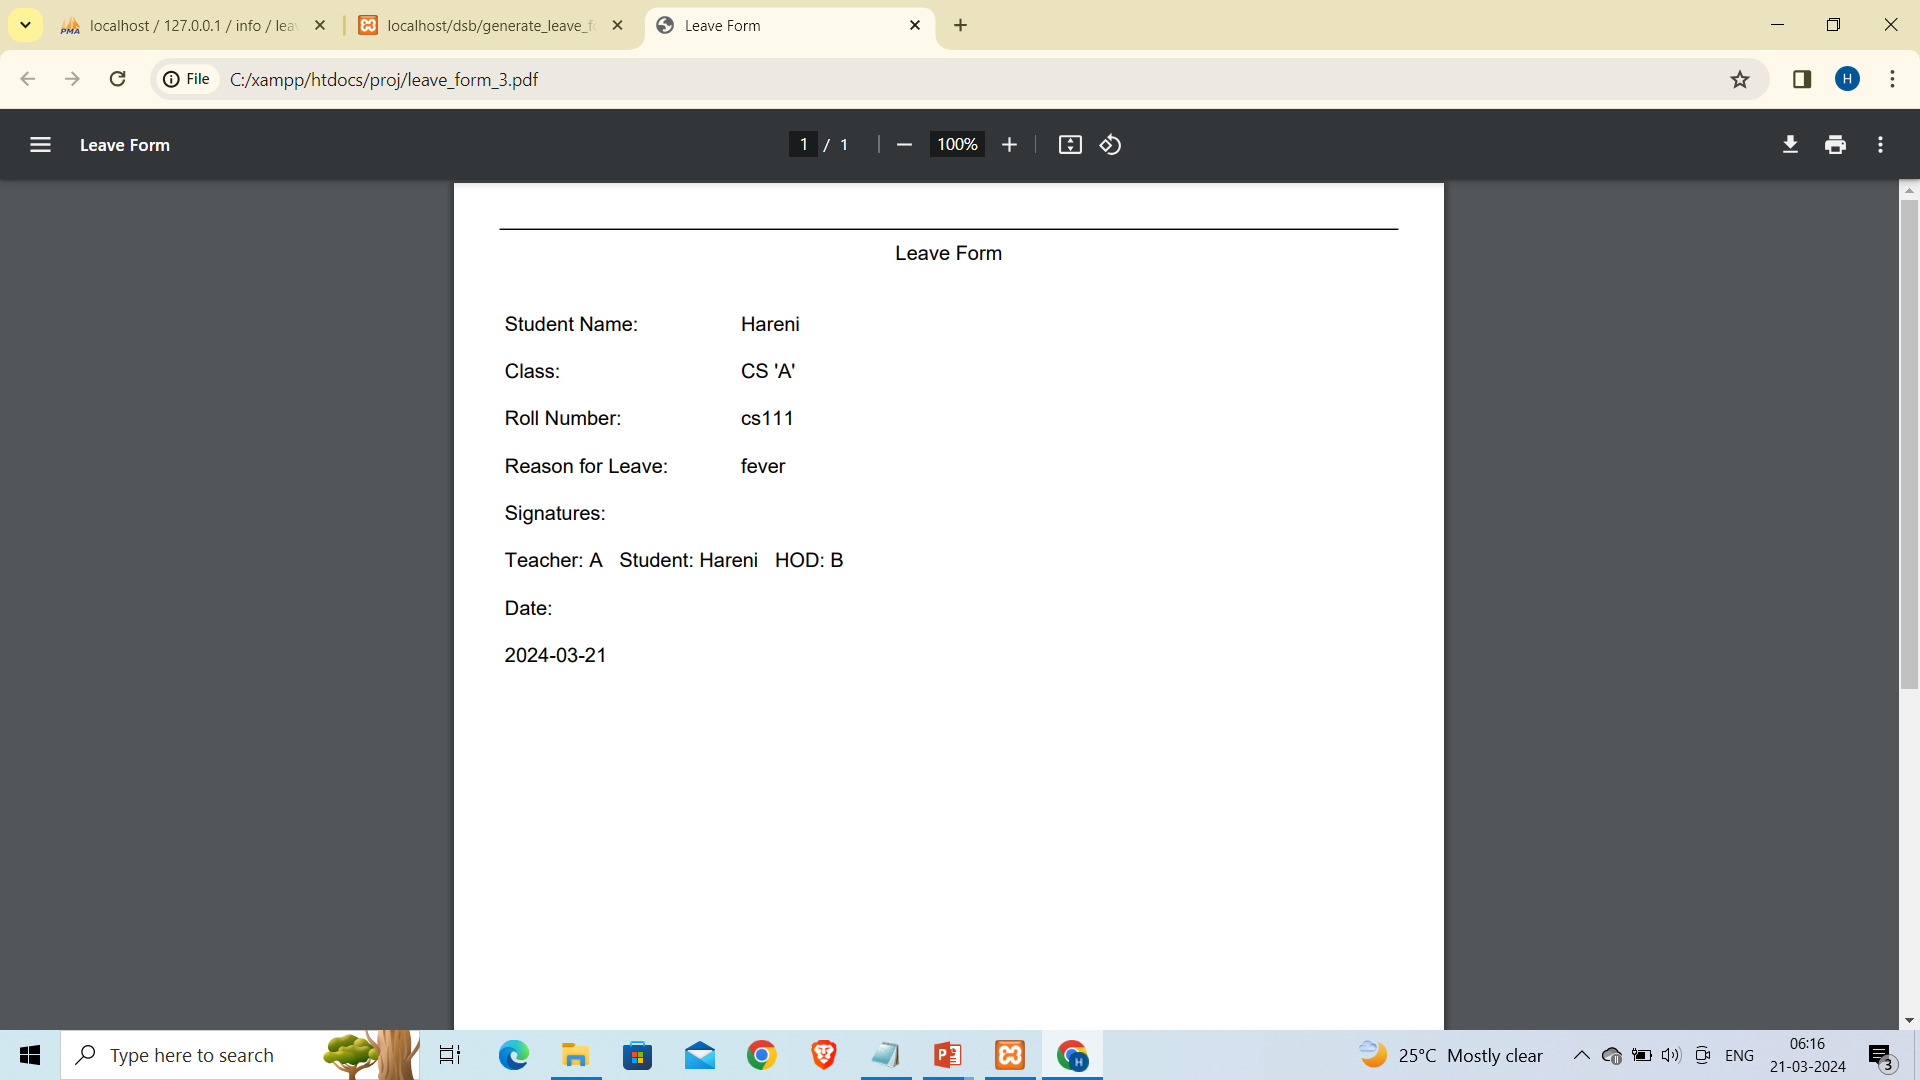 localhost / 127.0.0.1 / info / lea
localhost/dsb/generate_leave_f
Leave Form
File
C:/xampp/htdocs/proj/leave_form_3.pdf
H
Leave Form
1 / 1
100%
Leave Form
Student Name: Hareni
Class: CS 'A'
Roll Number: cs111
Reason for Leave: fever
Signatures:
Teacher: A Student: Hareni HOD: B
Date:
2024-03-21
Type here to search
25°C Mostly clear
ENG
06:16
21-03-2024
3